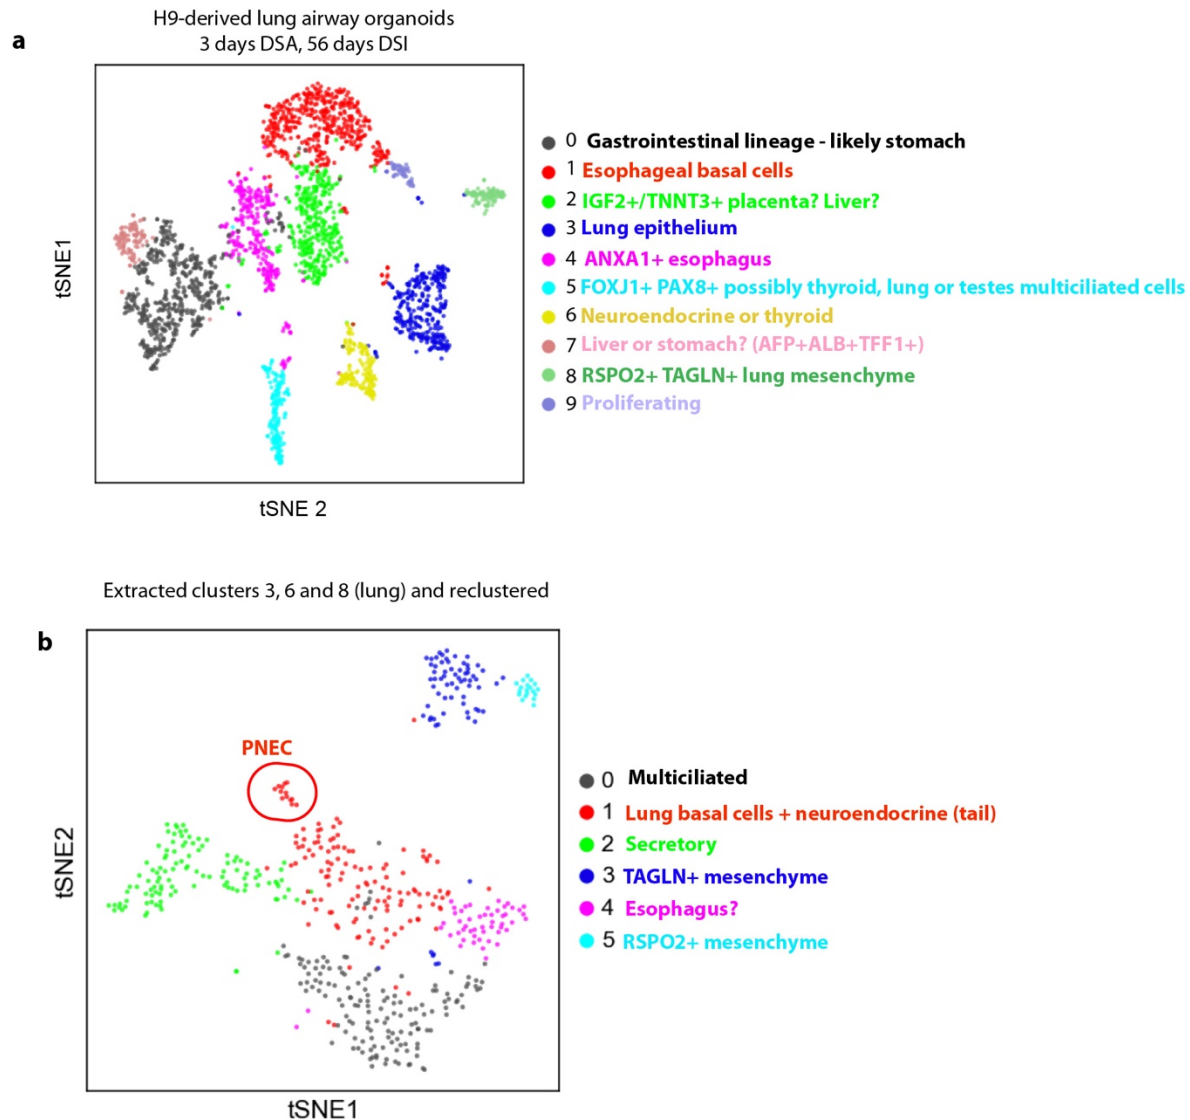 H9-derived lung airway organoids
3 days DSA, 56 days DSI
a
tSNE1
tSNE 2
0 Gastrointestinal lineage - likely stomach
1 Esophageal basal cells
2 IGF2+/TNNT3+ placenta? Liver?
3 Lung epithelium
4 ANXA1+ esophagus
5 FOXJ1+ PAX8+ possibly thyroid, lung or testes multiciliated cells
6 Neuroendocrine or thyroid
7 Liver or stomach? (AFP+ALB+TFF1+)
8 RSPO2+ TAGLN+ lung mesenchyme
9 Proliferating
Extracted clusters 3, 6 and 8 (lung) and reclustered
b
PNEC
tSNE2
tSNE1
0 Multiciliated
1 Lung basal cells + neuroendocrine (tail)
2 Secretory
3 TAGLN+ mesenchyme
4 Esophagus?
5 RSPO2+ mesenchyme